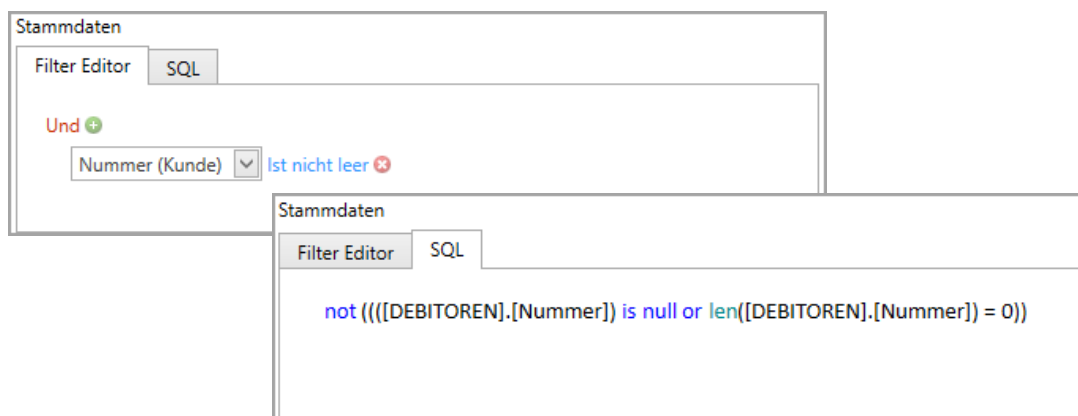 Stammdaten
Filter Editor SQL
Und
Nummer (Kunde) Ist nicht leer
Stammdaten
Filter Editor SQL
not ((([DEBITOREN].[Nummer]) is null or len([DEBITOREN].[Nummer]) = 0))